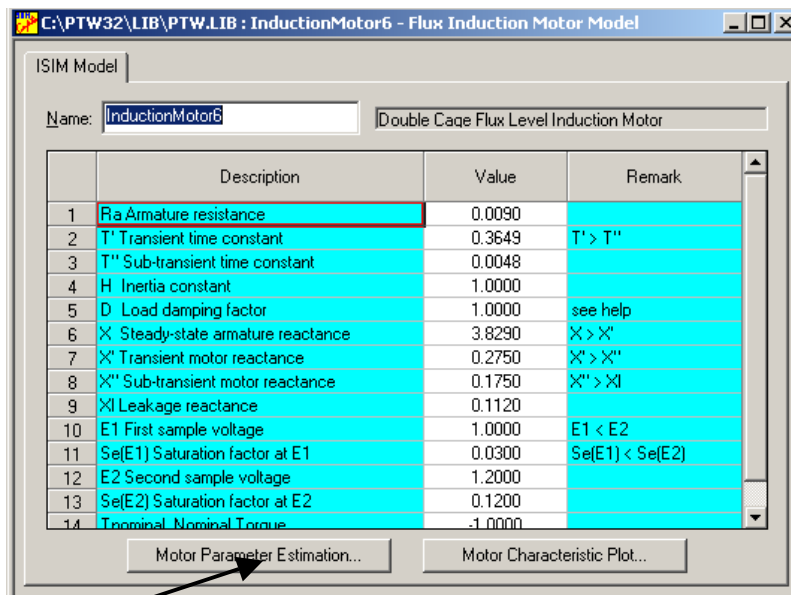 C:\PTW32\LIB\PTW.LIB : InductionMotor6 - Flux Induction Motor Model
ISIM Model
Name: InductionMotor6 Double Cage Flux Level Induction Motor
Description Value Remark
1 Ra Armature resistance 0.0090
2 T' Transient time constant 0.3649 T' > T''
3 T'' Sub-transient time constant 0.0048
4 H Inertia constant 1.0000
5 D Load damping factor 1.0000 see help
6 X Steady-state armature reactance 3.8290 X > X'
7 X' Transient motor reactance 0.2750 X' > X''
8 X'' Sub-transient motor reactance 0.1750 X'' > Xl
9 Xl Leakage reactance 0.1120
10 E1 First sample voltage 1.0000 E1 < E2
11 Se(E1) Saturation factor at E1 0.0300 Se(E1) < Se(E2)
12 E2 Second sample voltage 1.2000
13 Se(E2) Saturation factor at E2 0.1200
14 Tnominal Nominal Torque -1.0000
Motor Parameter Estimation... Motor Characteristic Plot...